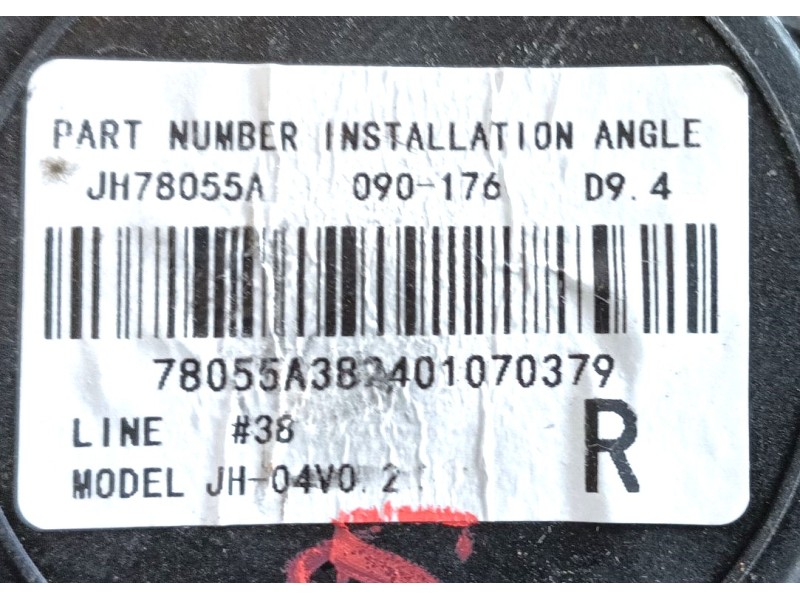 PART NUMBER INSTALLATION ANGLE
JH78055A 090-176 D9.4
78055A382401070379
LINE #38
R
MODEL JH-04V0.2